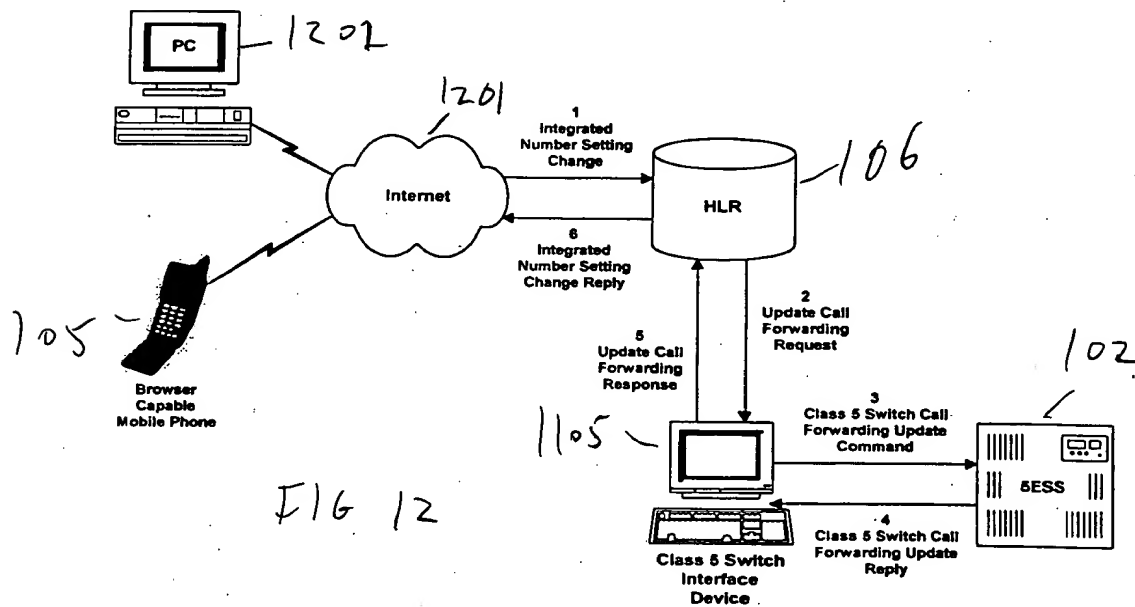 PC
1202
1201
1
Integrated
Number Setting
Change
106
Internet
HLR
6
Integrated
Number Setting
Change Reply
105
Browser
Capable
Mobile Phone
5
Update Call
Forwarding
Response
2
Update Call
Forwarding
Request
102
1105
3
Class 5 Switch Call
Forwarding Update
Command
5ESS
4
Class 5 Switch Call
Forwarding Update
Reply
Class 5 Switch
Interface
Device
FIG 12